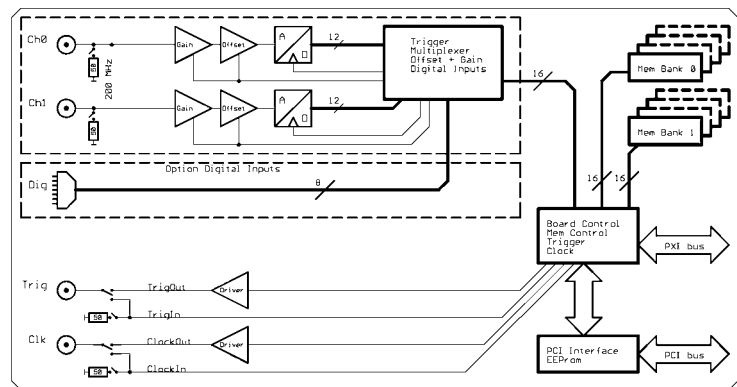 Ch0
50
200 MHz
Gain
Offset
A
D
12
Trigger
Multiplexer
Offset + Gain
Digital Inputs
16
Mem Bank 0
Ch1
50
Gain
Offset
A
D
12
Mem Bank 1
Option Digital Inputs
Dig
8
16
16
Board Control
Mem Control
Trigger
Clock
PXI bus
Trig
TrigOut
Driver
50
TrigIn
Clk
ClockOut
Driver
50
ClockIn
PCI Interface
EEProm
PCI bus